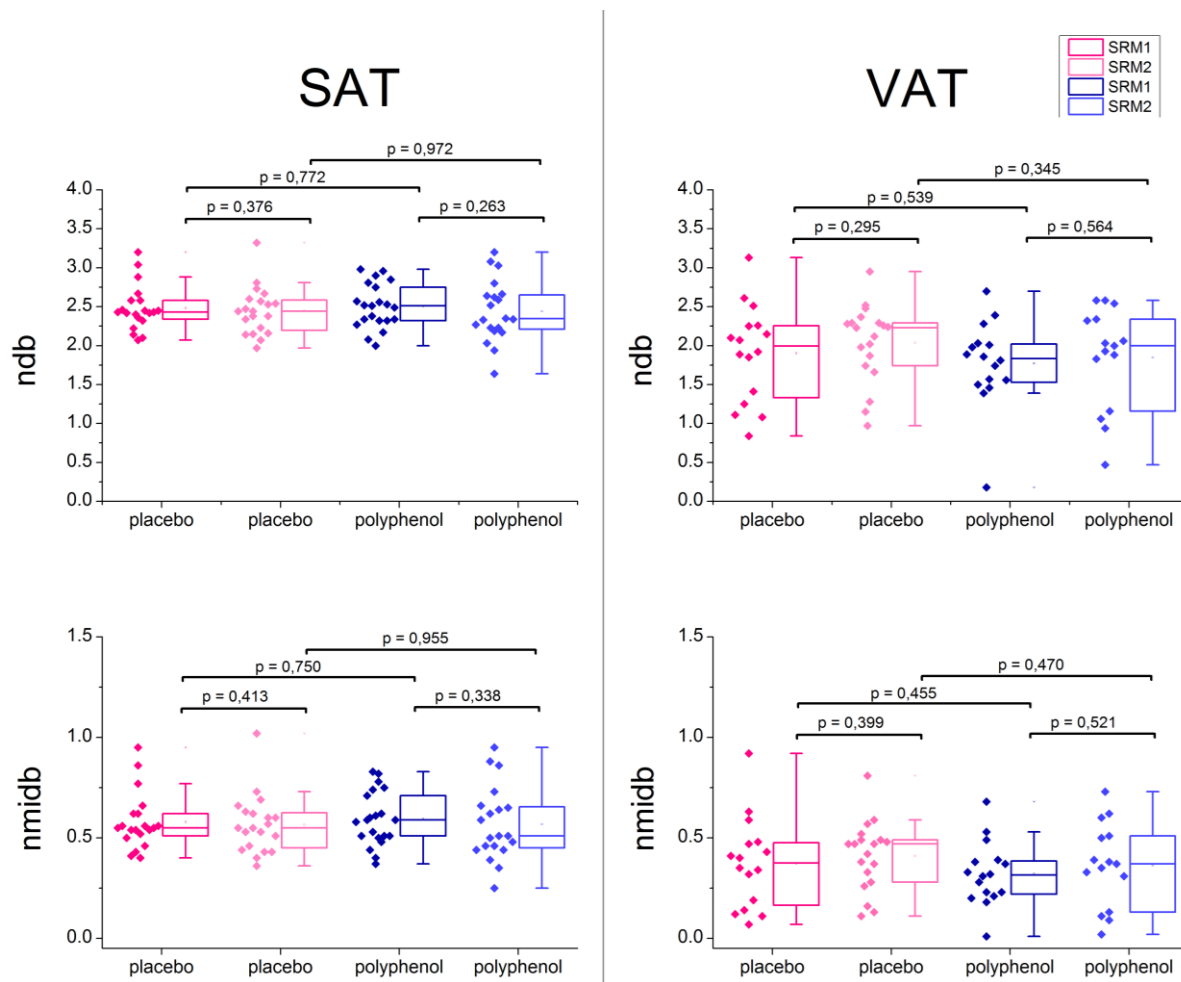 SAT
p = 0,972
p = 0,772
p = 0,376
p = 0,263
ndb
4.0
3.5
3.0
2.5
2.0
1.5
1.0
0.5
0.0
placebo placebo polyphenol polyphenol
VAT
SRM1
SRM2
SRM1
SRM2
p = 0,345
p = 0,539
p = 0,295
p = 0,564
ndb
4.0
3.5
3.0
2.5
2.0
1.5
1.0
0.5
0.0
placebo placebo polyphenol polyphenol
p = 0,955
p = 0,750
p = 0,413
p = 0,338
nmidb
1.5
1.0
0.5
0.0
placebo placebo polyphenol polyphenol
p = 0,470
p = 0,455
p = 0,399
p = 0,521
nmidb
1.5
1.0
0.5
0.0
placebo placebo polyphenol polyphenol